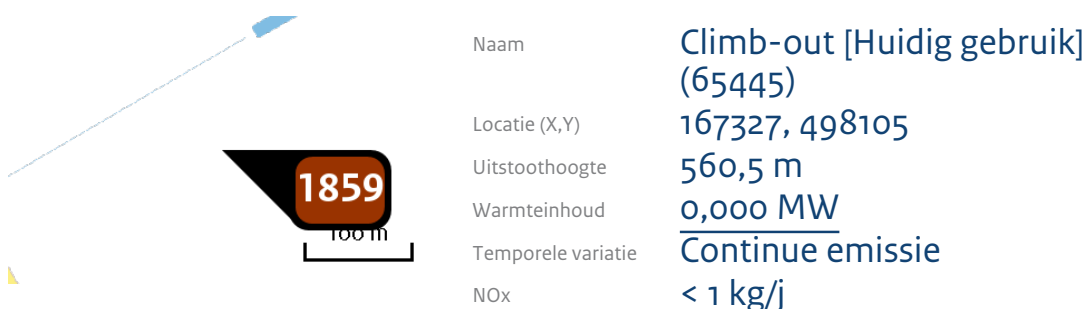 Naam Climb-out [Huidig gebruik]
(65445)
Locatie (X,Y) 167327, 498105
Uitstoothoogte 560,5 m
Warmteinhoud 0,000 MW
Temporele variatie Continue emissie
NOx < 1 kg/j
1859
100 m